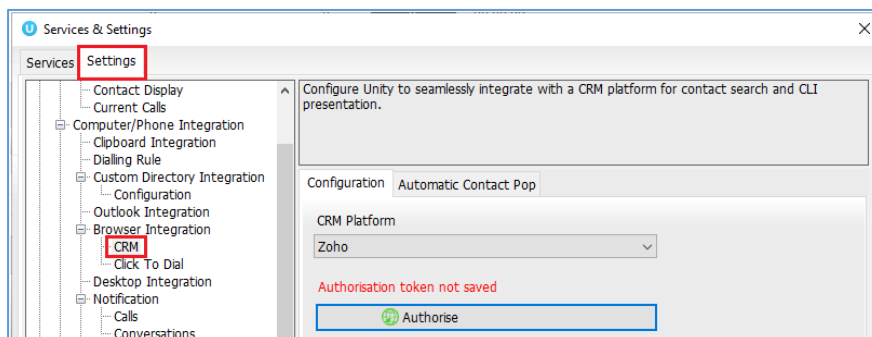 Services & Settings
Services Settings
Contact Display
Current Calls
Computer/Phone Integration
Clipboard Integration
Dialling Rule
Custom Directory Integration
Configuration
Outlook Integration
Browser Integration
CRM
Click To Dial
Desktop Integration
Notification
Calls
Conversations
Configure Unity to seamlessly integrate with a CRM platform for contact search and CLI
presentation.
Configuration Automatic Contact Pop
CRM Platform
Zoho
Authorisation token not saved
Authorise